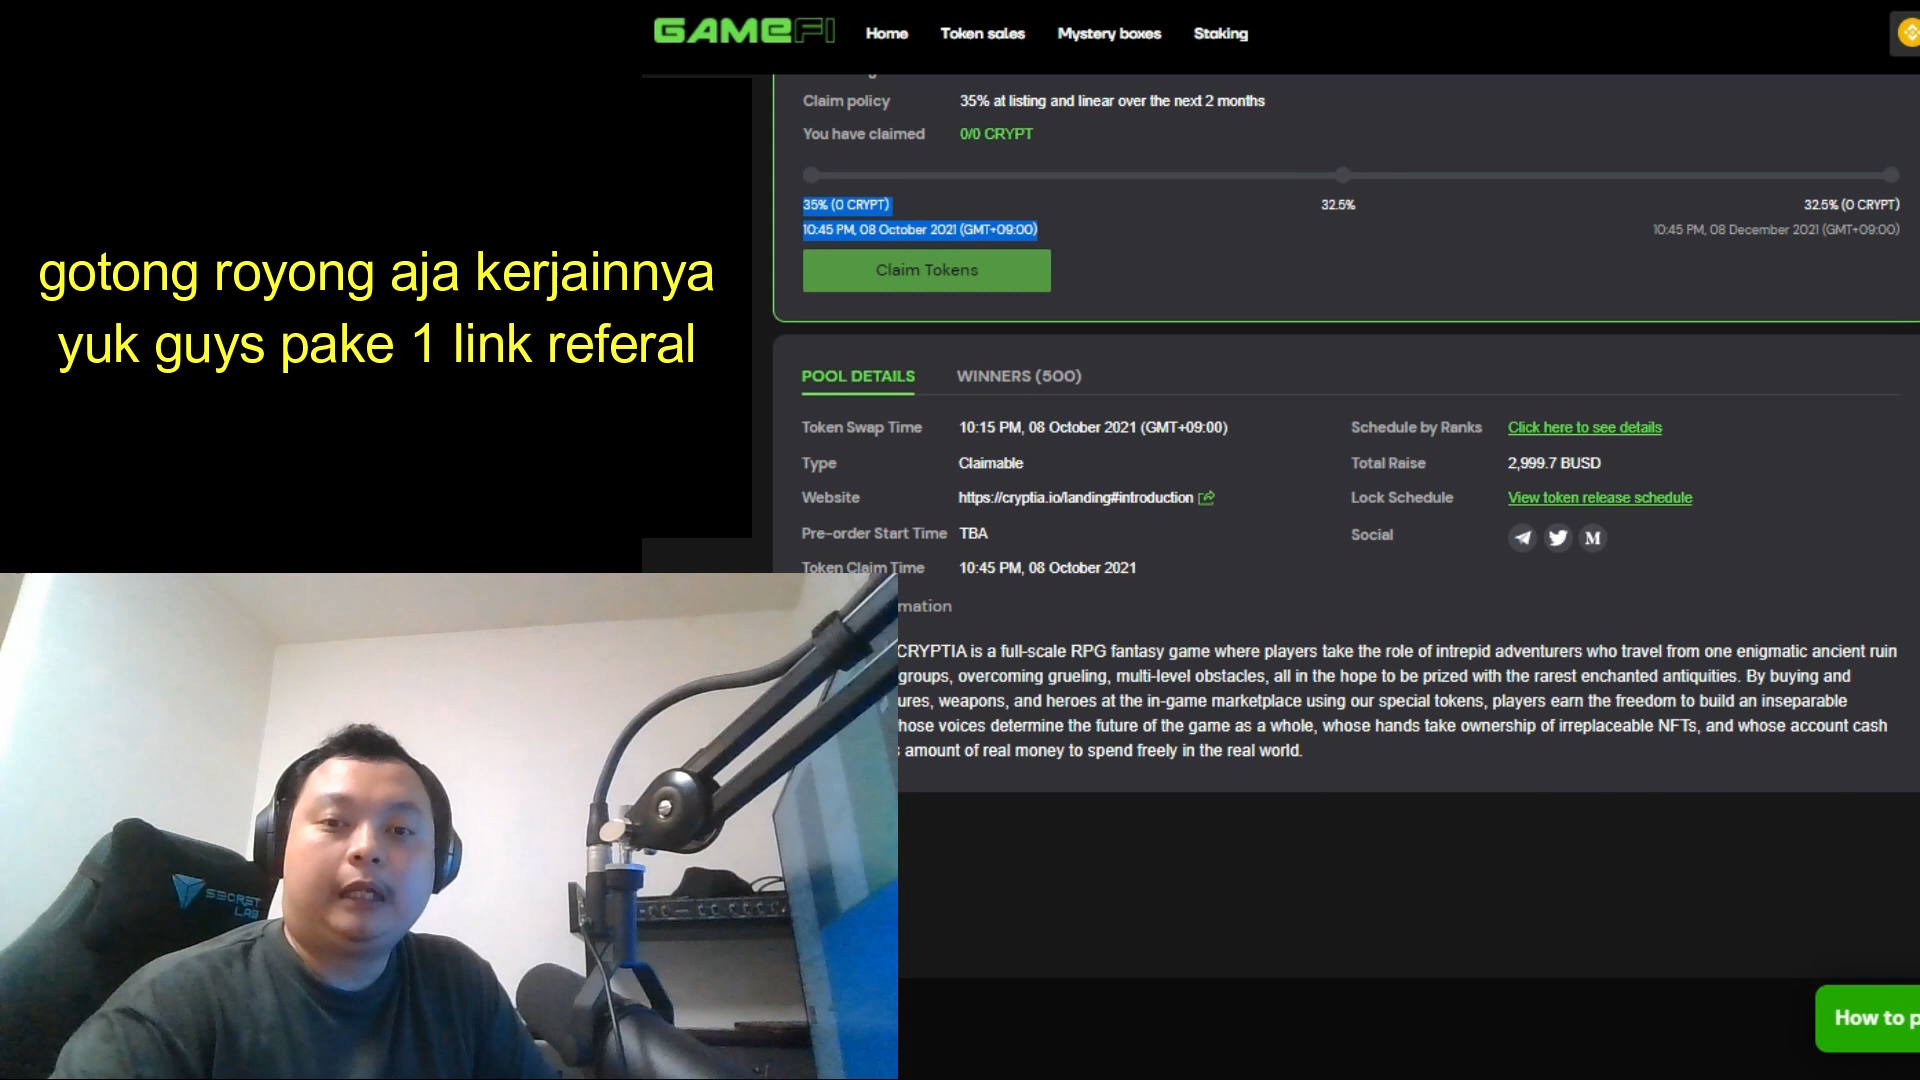 GAMEFI
Home
Token sales
Mystery boxes
Staking
Claim policy
35% at listing and linear over the next 2 months
You have claimed
0/0 CRYPT
35% (0 CRYPT)
32.5%
32.5% (0 CRYPT)
10:45 PM, 08 October 2021 (GMT+09:00)
10:45 PM, 08 December 2021 (GMT+09:00)
Claim Tokens
gotong royong aja kerjainnya
yuk guys pake 1 link referal
POOL DETAILS
WINNERS (500)
Token Swap Time
10:15 PM, 08 October 2021 (GMT+09:00)
Schedule by Ranks
Click here to see details
Type
Claimable
Total Raise
2,999.7 BUSD
Website
https://cryptia.io/landing#introduction
Lock Schedule
View token release schedule
Pre-order Start Time
TBA
Social
Token Claim Time
10:45 PM, 08 October 2021
mation
CRYPTIA is a full-scale RPG fantasy game where players take the role of intrepid adventurers who travel from one enigmatic ancient ruin
groups, overcoming grueling, multi-level obstacles, all in the hope to be prized with the rarest enchanted antiquities. By buying and
ures, weapons, and heroes at the in-game marketplace using our special tokens, players earn the freedom to build an inseparable
hose voices determine the future of the game as a whole, whose hands take ownership of irreplaceable NFTs, and whose account cash
amount of real money to spend freely in the real world.
SECRET
LAB
How to p